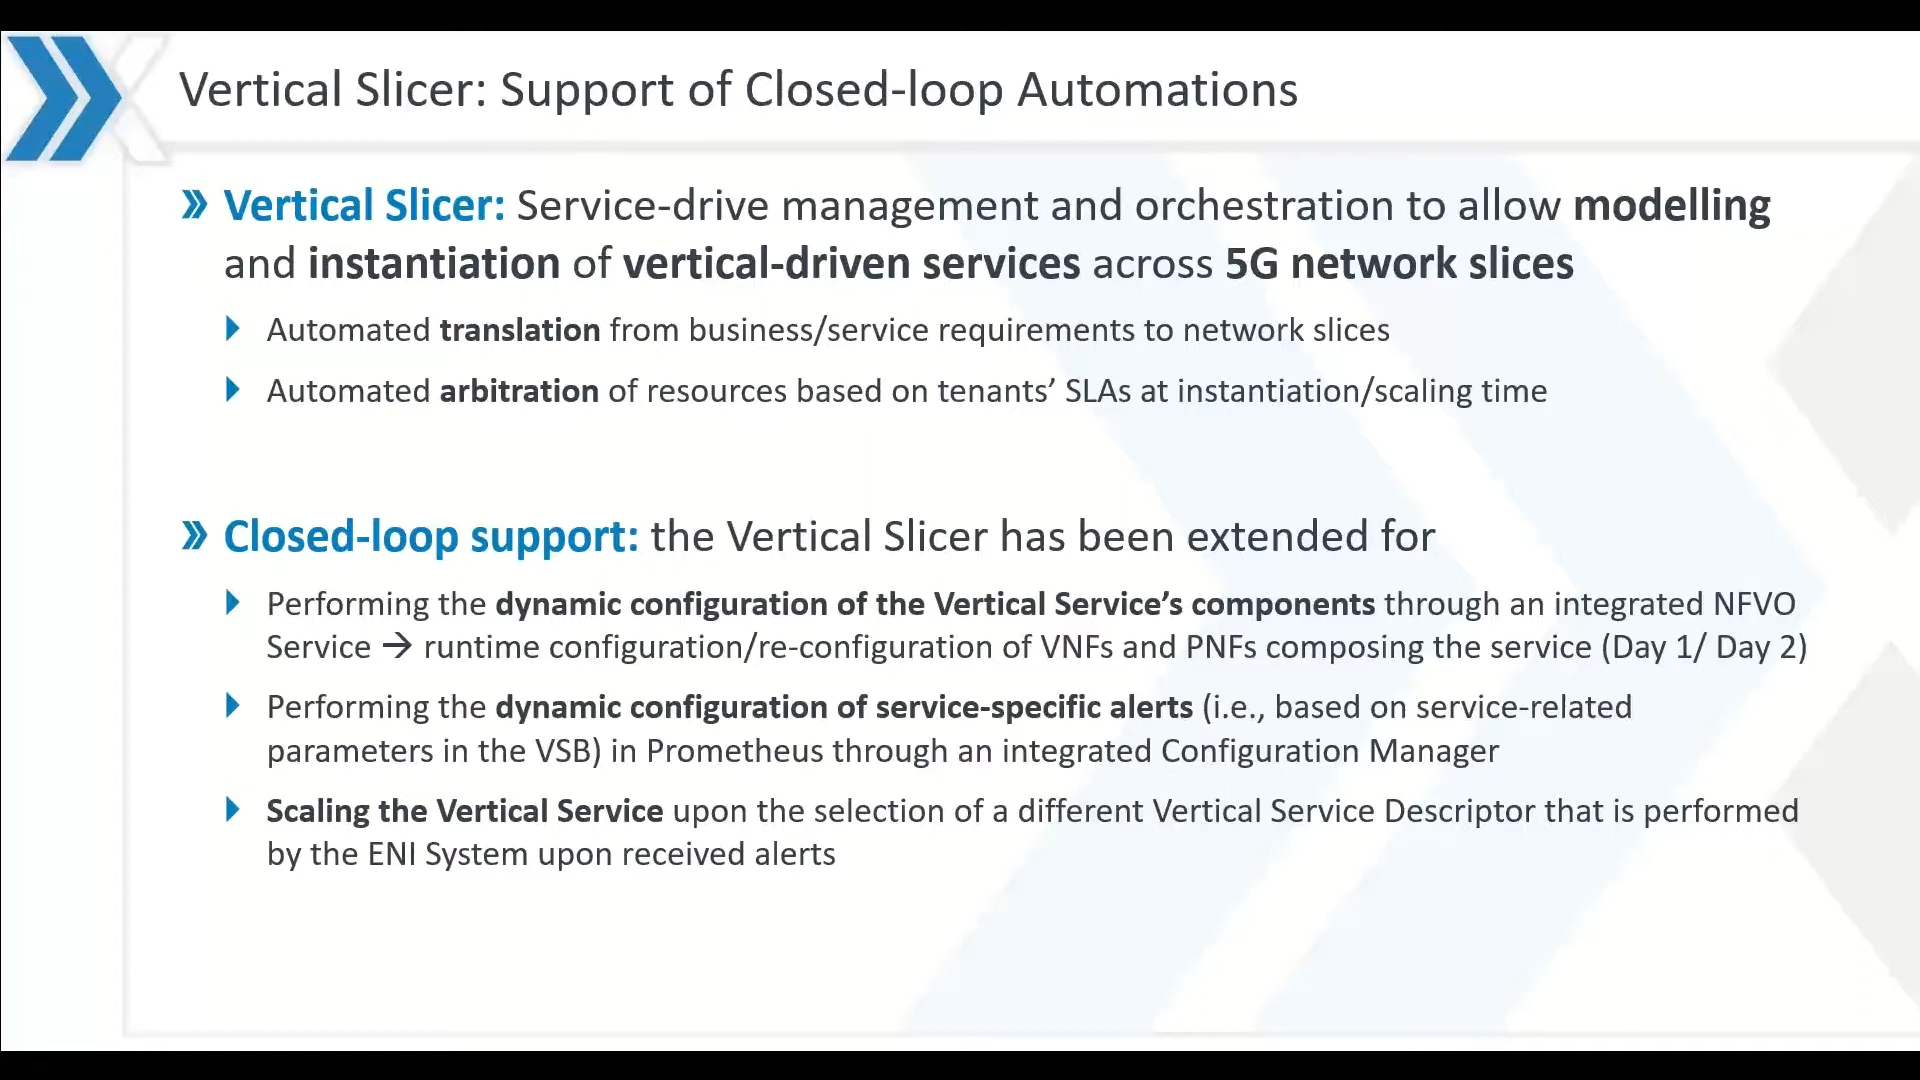 Vertical Slicer: Support of Closed-loop Automations
Vertical Slicer: Service-drive management and orchestration to allow modelling
and instantiation of vertical-driven services across 5G network slices
Automated translation from business/service requirements to network slices
Automated arbitration of resources based on tenants’ SLAs at instantiation/scaling time
Closed-loop support: the Vertical Slicer has been extended for
Performing the dynamic configuration of the Vertical Service’s components through an integrated NFVO
Service → runtime configuration/re-configuration of VNFs and PNFs composing the service (Day 1/ Day 2)
Performing the dynamic configuration of service-specific alerts (i.e., based on service-related
parameters in the VSB) in Prometheus through an integrated Configuration Manager
Scaling the Vertical Service upon the selection of a different Vertical Service Descriptor that is performed
by the ENI System upon received alerts